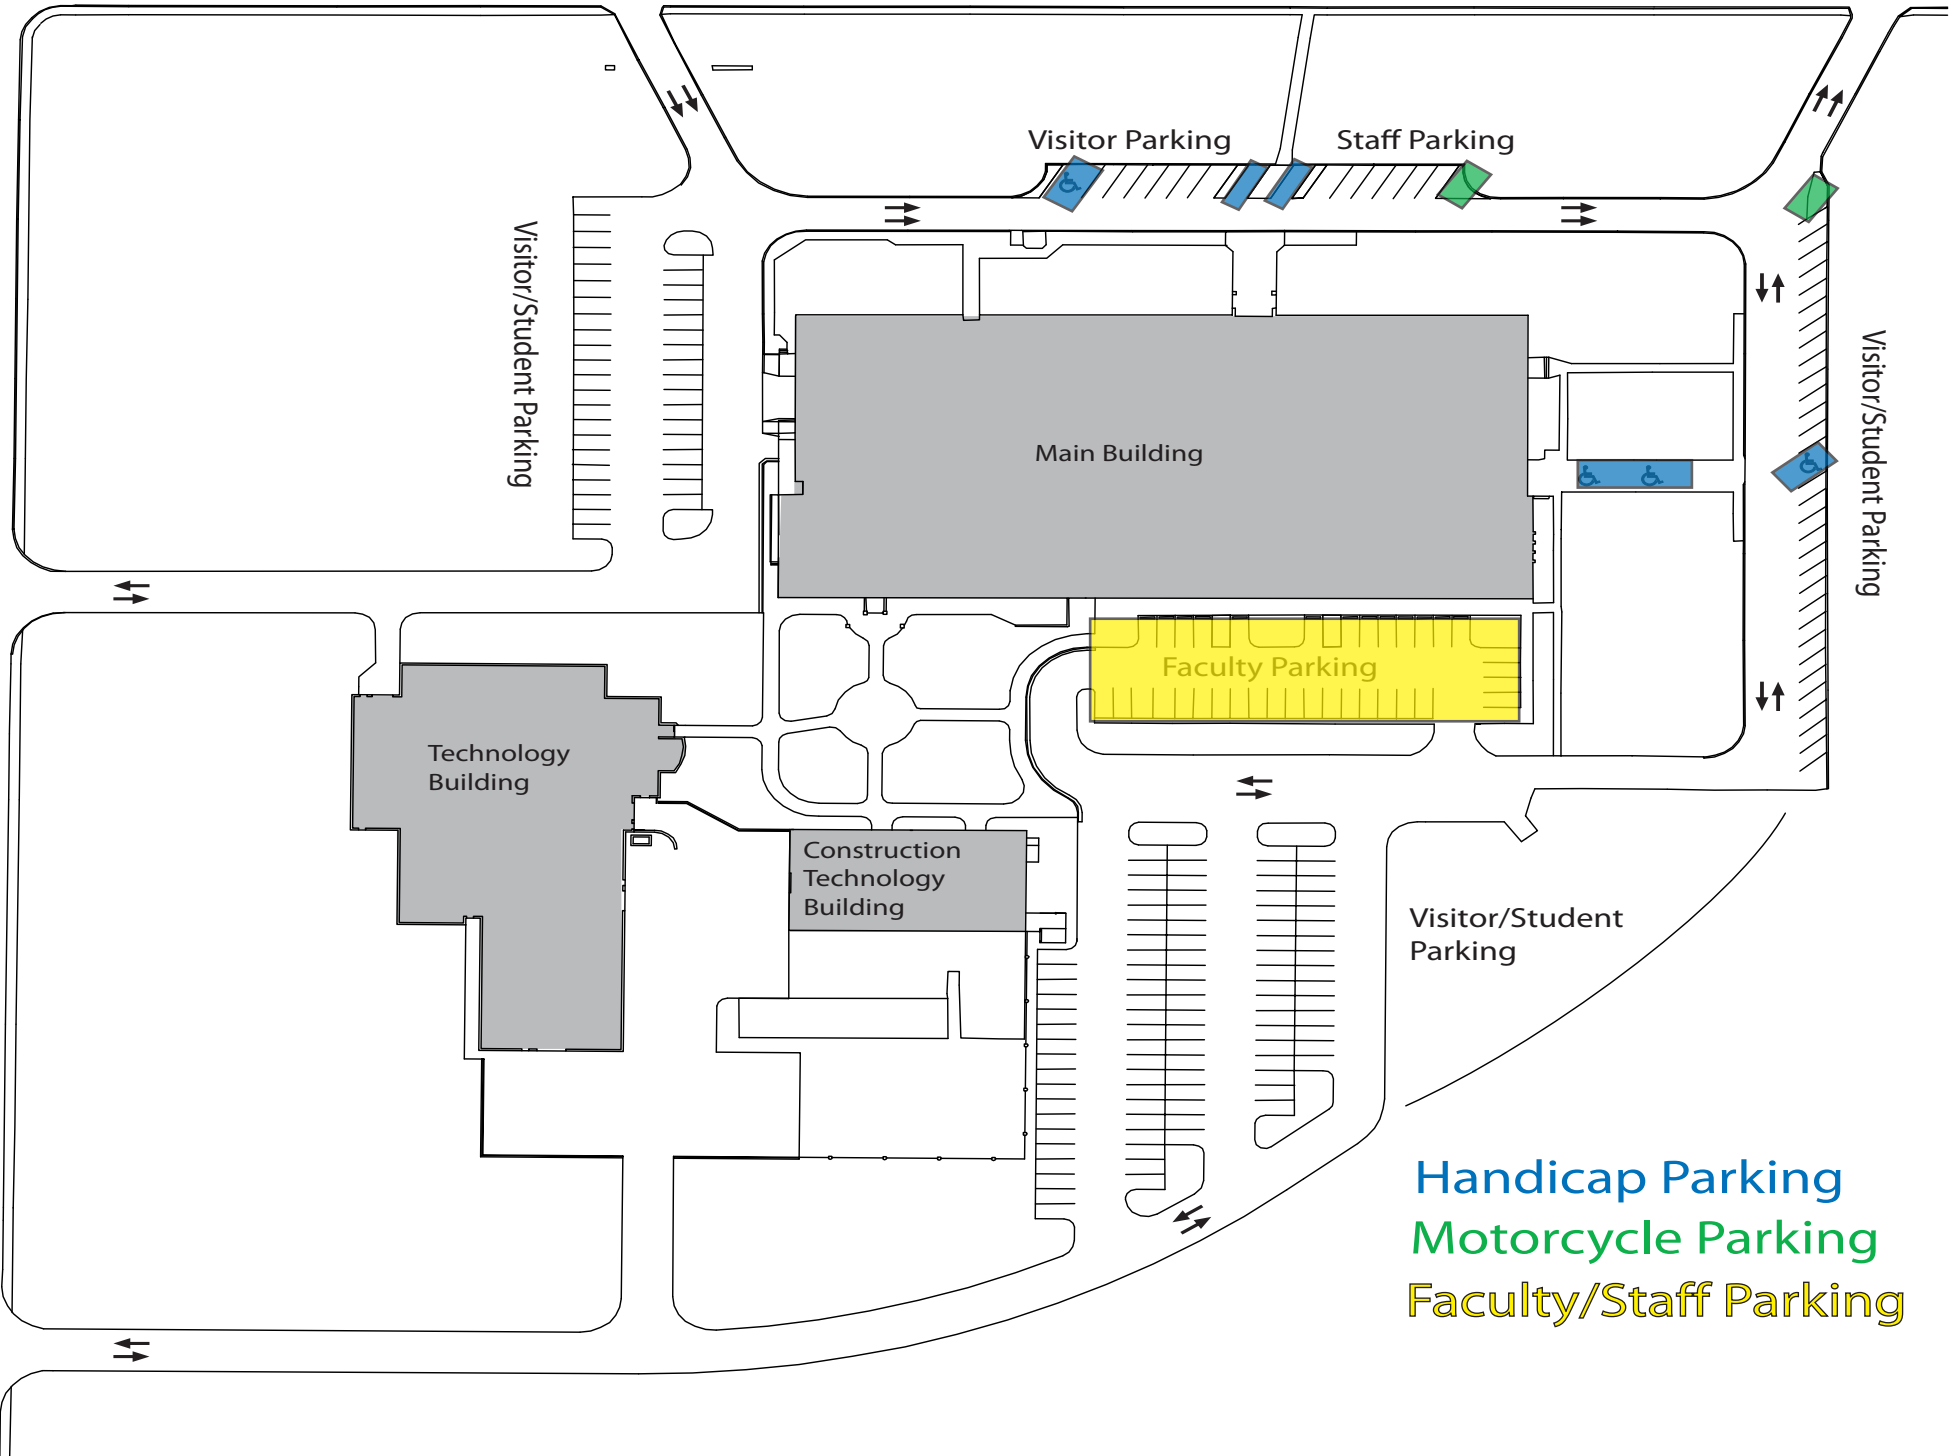 Visitor Parking
Staff Parking
Visitor/Student Parking
Visitor/Student Parking
Main Building
Faculty Parking
Technology
Building
Construction
Technology
Building
Visitor/Student
Parking
Handicap Parking
Motorcycle Parking
Faculty/Staff Parking